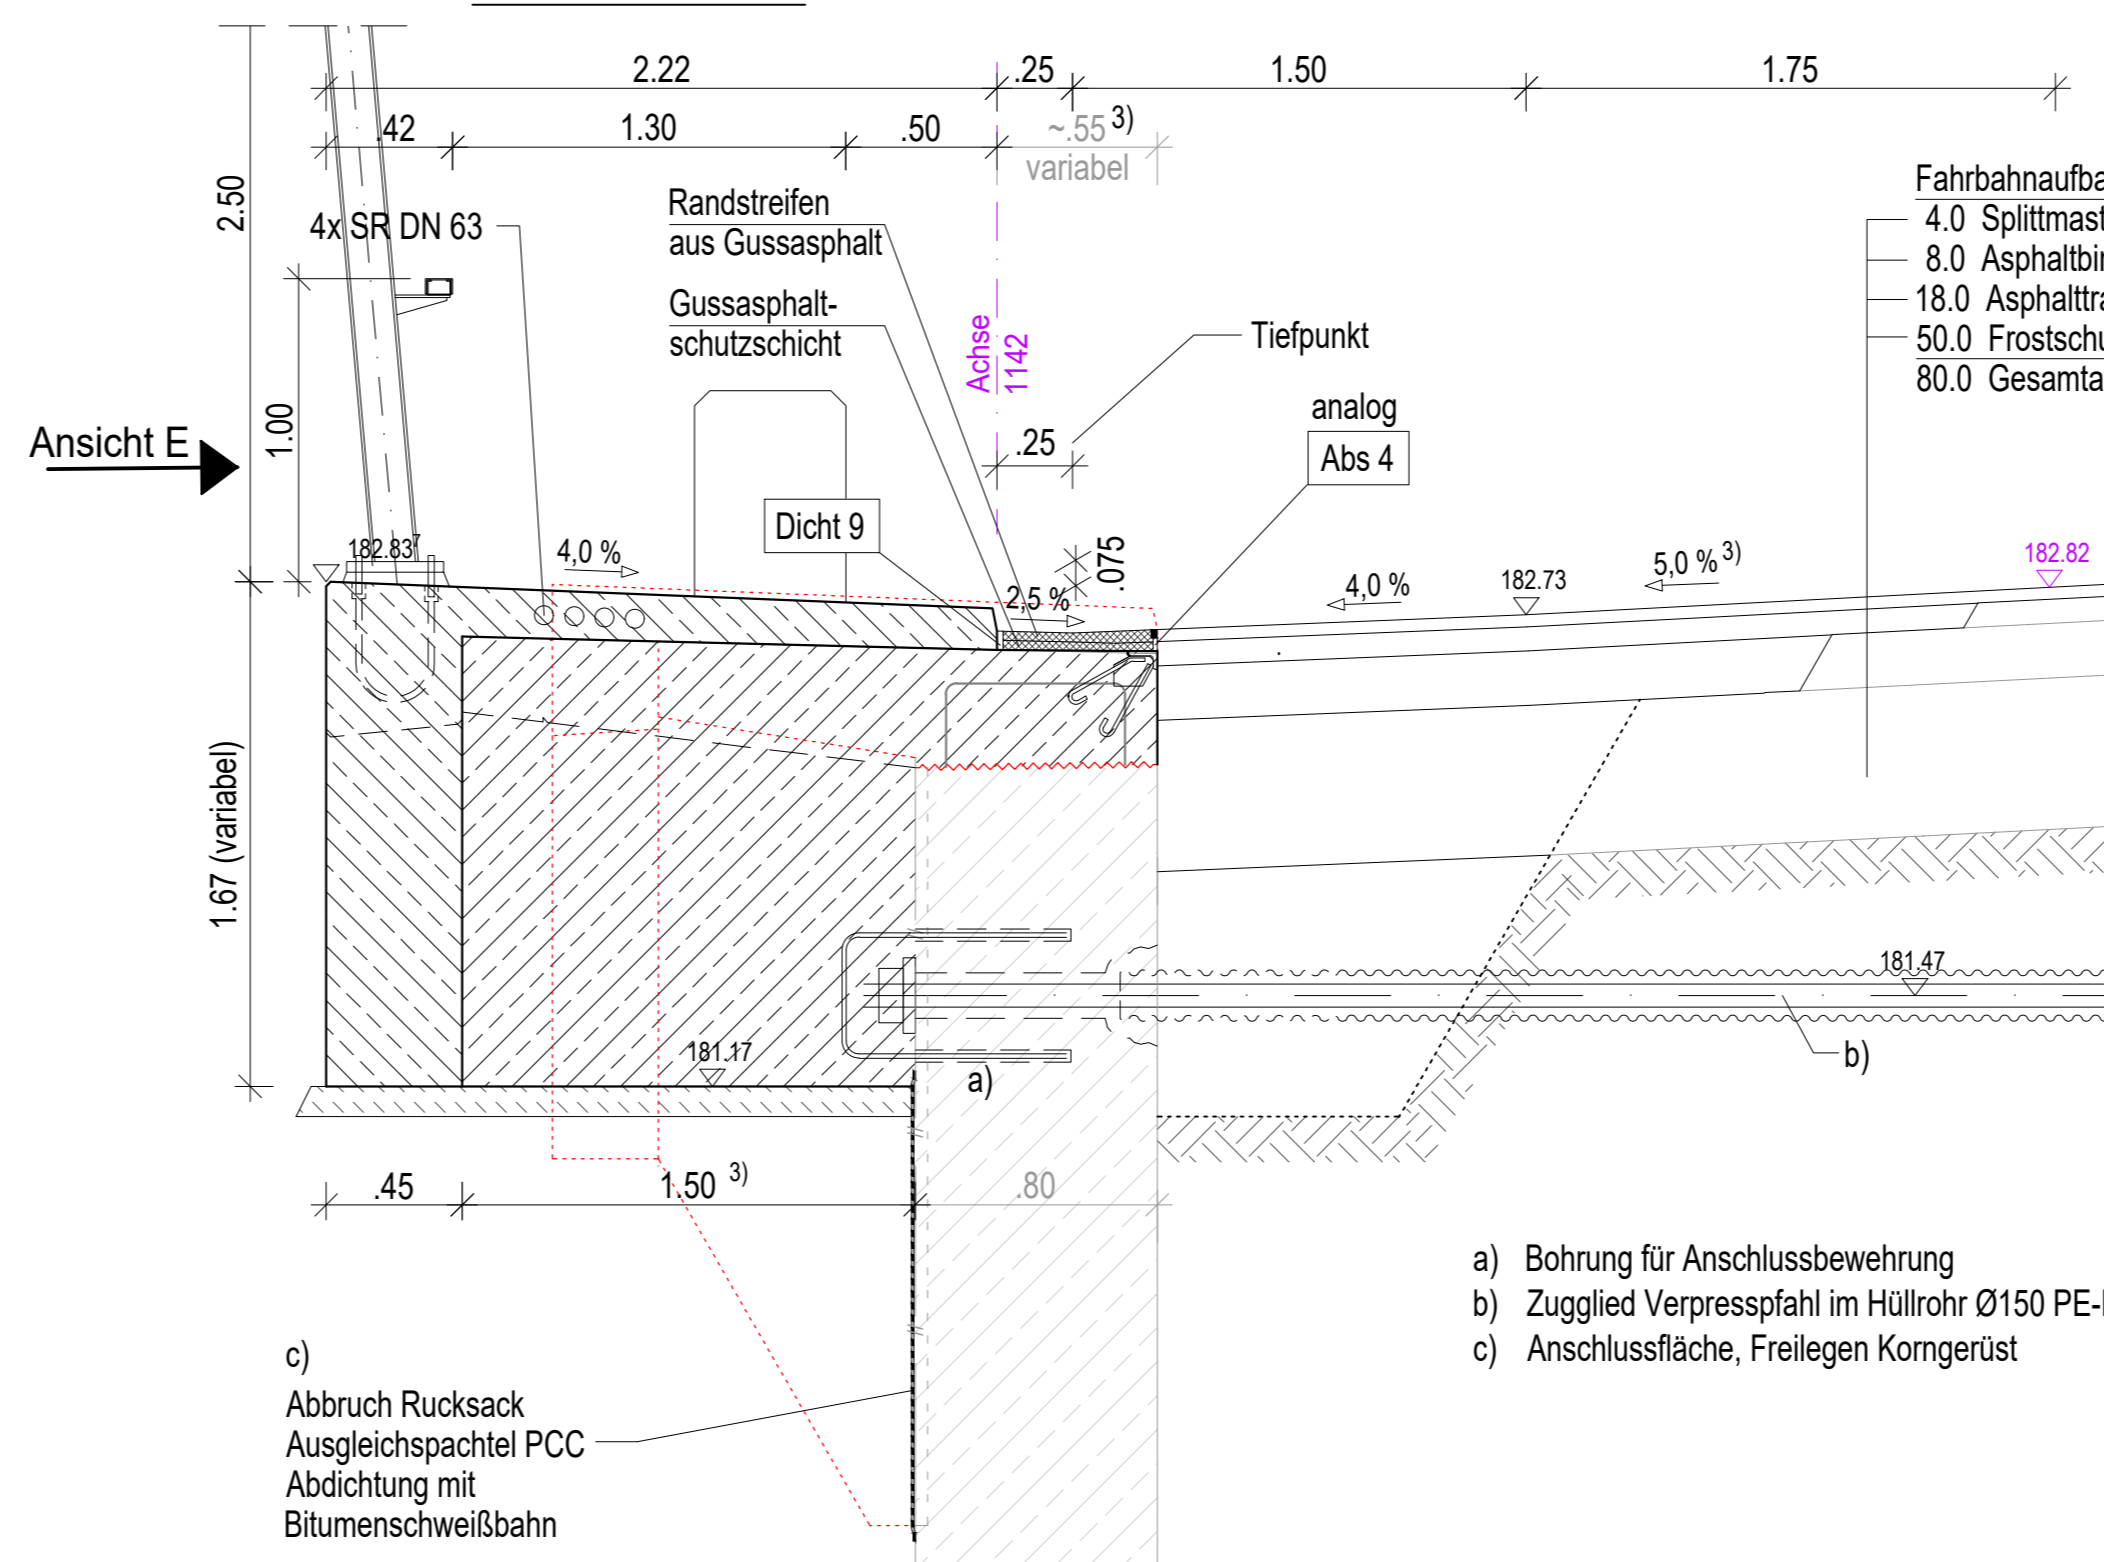 2.22
.25
1.50
1.75
.42
1.30
.50
~.55 3)
variabel
2.50
1.00
4x SR DN 63
Randstreifen
aus Gussasphalt
Gussasphalt-
schutzschicht
Achse
1142
Tiefpunkt
analog
Abs 4
.25
Ansicht E
Dicht 9
Fahrbahnaufba
4.0 Splittmast
8.0 Asphaltbi
18.0 Asphalttra
50.0 Frostschu
80.0 Gesamta
182.837
4,0 %
.075
2,5 %
4,0 %
182.73
5,0 % 3)
182.82
1.67 (variabel)
181.47
181.17
a)
b)
.45
1.50 3)
.80
a) Bohrung für Anschlussbewehrung
b) Zugglied Verpresspfahl im Hüllrohr Ø150 PE-
c) Anschlussfläche, Freilegen Korngerüst
c)
Abbruch Rucksack
Ausgleichspachtel PCC
Abdichtung mit
Bitumenschweißbahn